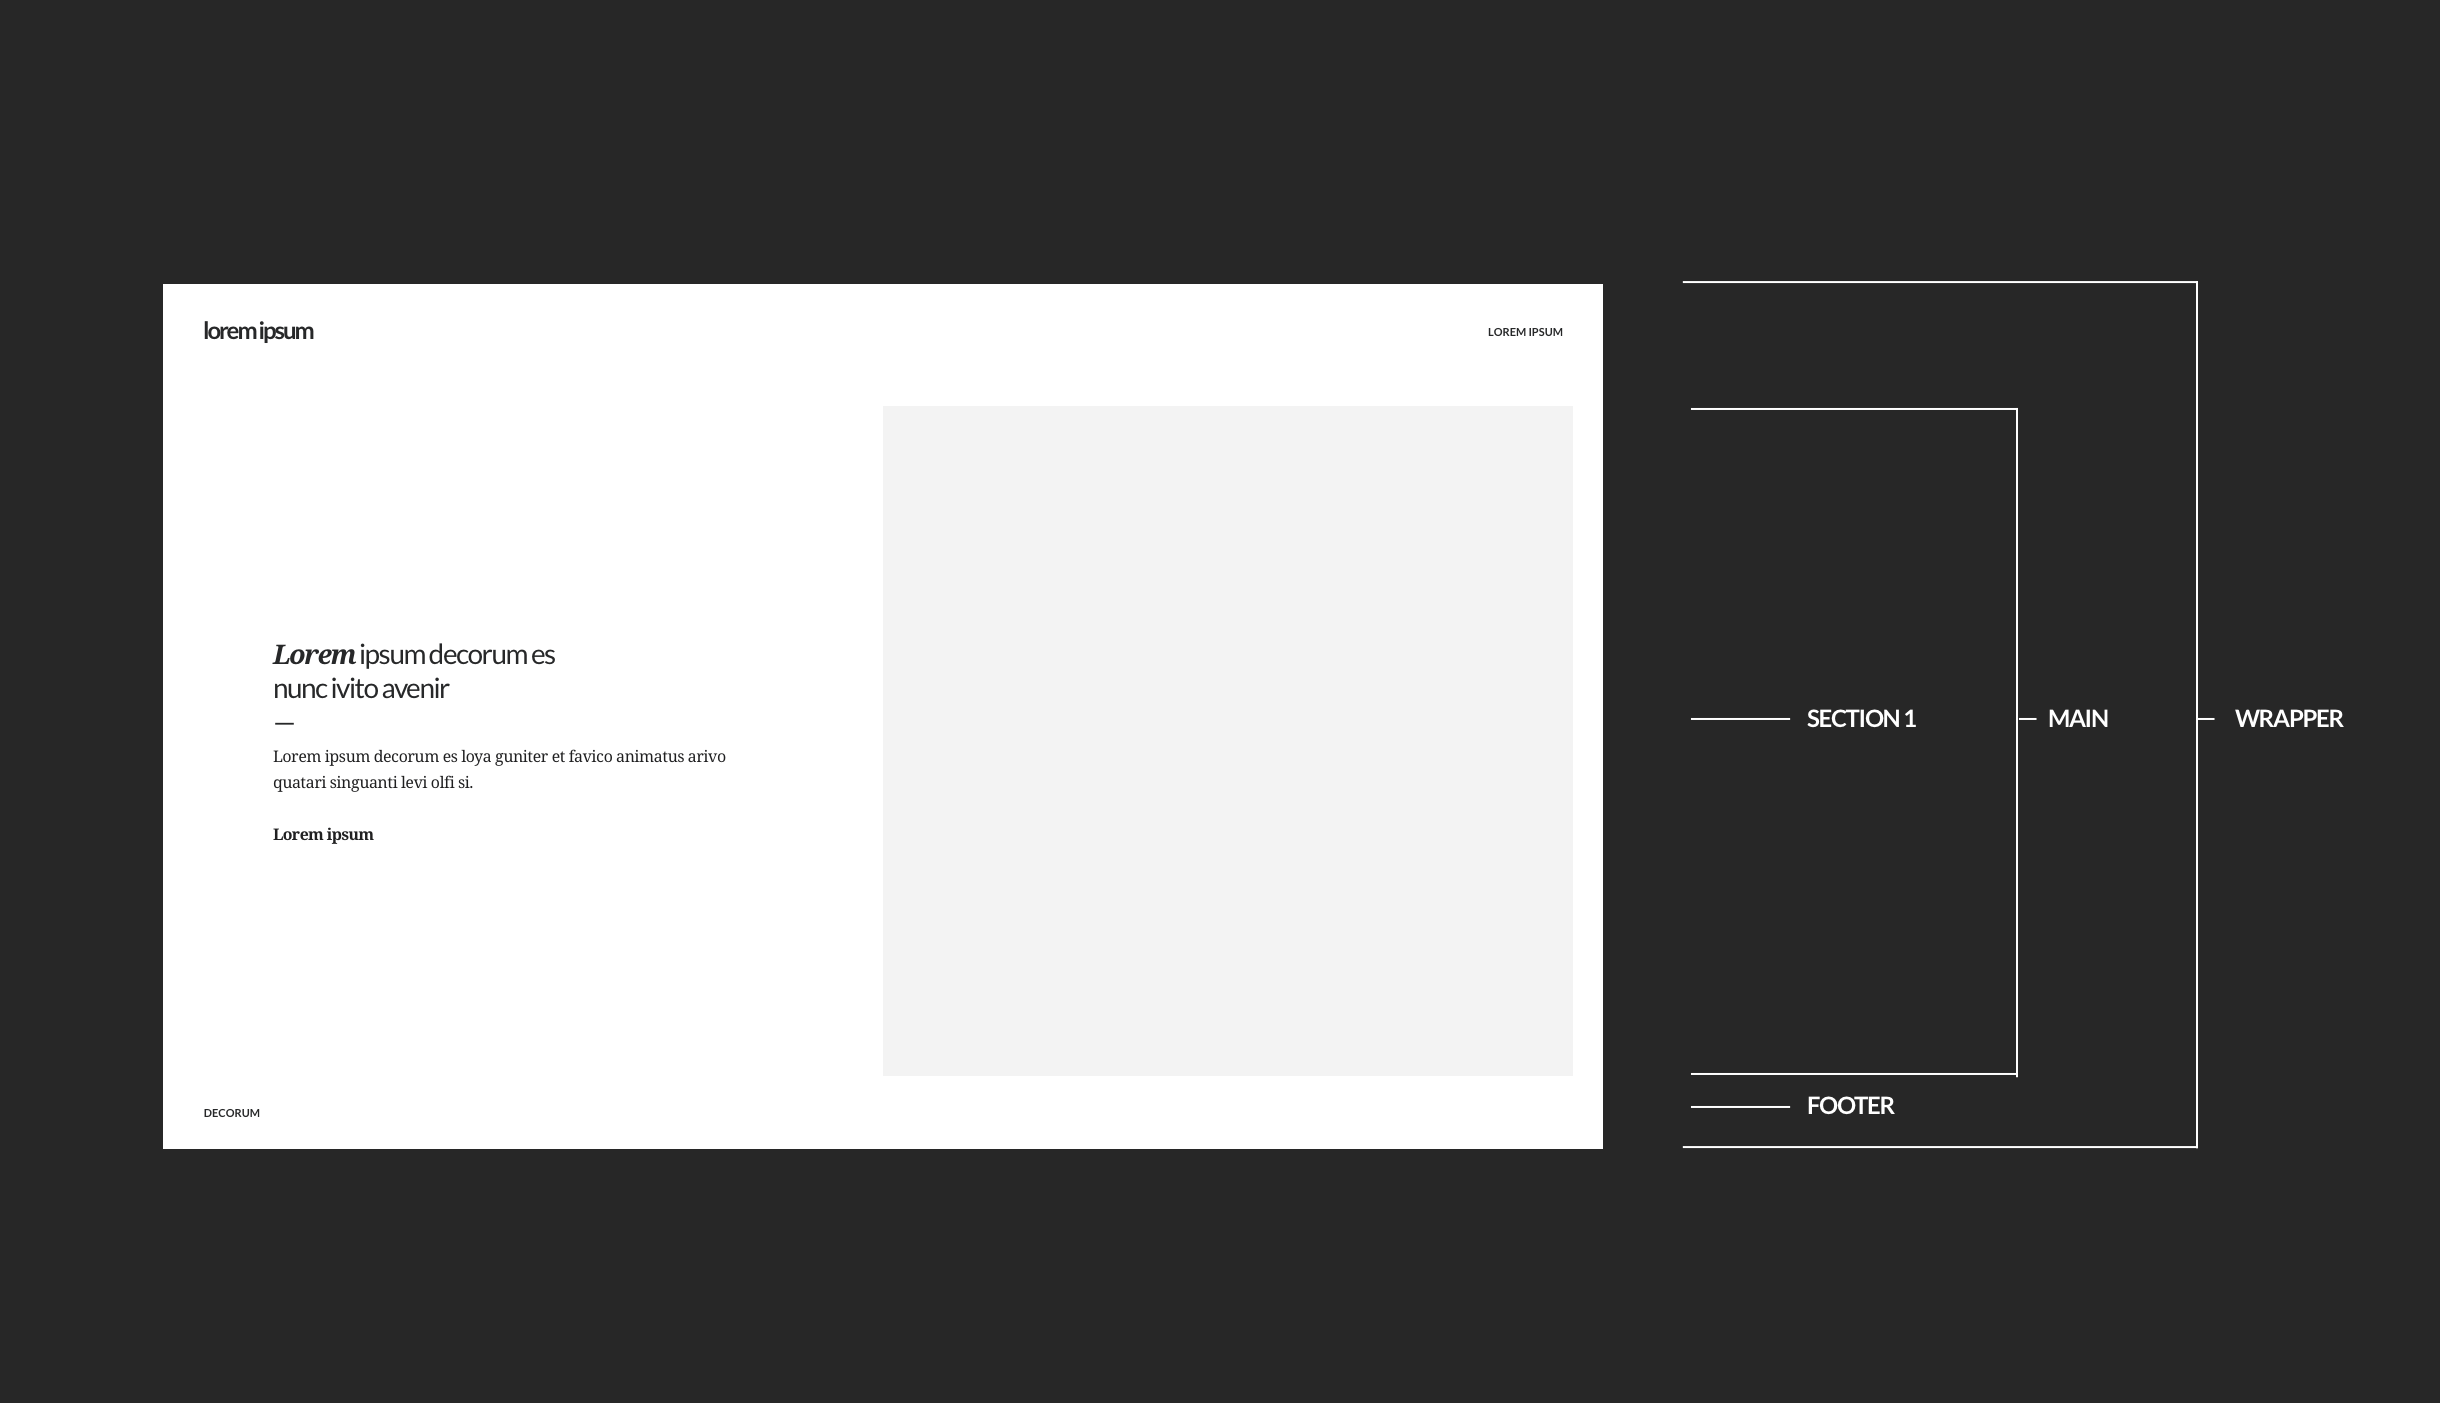 lorem ipsum
LOREM IPSUM
Lorem ipsum decorum es
nunc ivito avenir
—
Lorem ipsum decorum es loya guniter et favico animatus arivo
quatari singuanti levi olfi si.
Lorem ipsum
DECORUM
SECTION 1
MAIN
WRAPPER
FOOTER